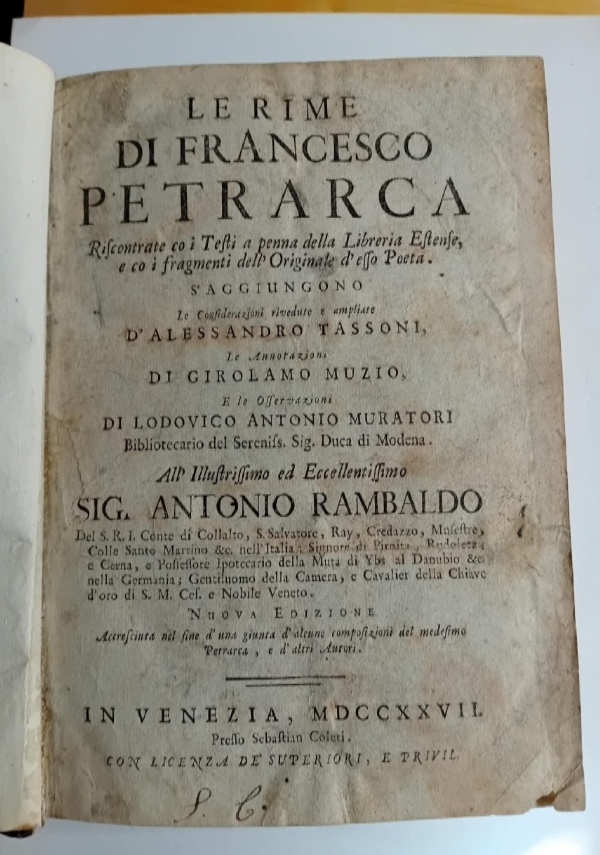 LE RIME
DI FRANCESCO
PETRARCA
Riſcontrate co i Teſti a penna della Libreria Eſtenſe,
e co i fragmenti dell' Originale d'eſſo Poeta.
S'AGGIUNGONO
Le Conſiderazioni rivedute e ampliate
D'ALESSANDRO TASSONI,
Le Annotazioni
DI GIROLAMO MUZIO,
E le Oſſervazioni
DI LODOVICO ANTONIO MURATORI
Bibliotecario del Sereniſs. Sig. Duca di Modena.
All' Illuſtriſſimo ed Eccellentiſſimo
SIG. ANTONIO RAMBALDO
Del S. R. I. Conte di Collalto, S. Salvatore, Ray, Credazzo, Muſeſtre,
Colle Santo Martino &c. nell'Italia; Signore di Pirnitz, Rudoletz,
e Cerna, e Poſſeſſore Ipotecario della Muta di Ybs al Danubio &c.
nella Germania; Gentiluomo della Camera, e Cavalier della Chiave
d'oro di S. M. Ceſ. e Nobile Veneto.
NUOVA EDIZIONE
Accreſciuta nel fine d'una giunta d'alcune compoſizioni del medeſimo
Petrarca, e d'altri Autori.
IN VENEZIA, MDCCXXVII.
Preſſo Sebaſtian Coleti.
CON LICENZA DE' SUPERIORI, E PRIVIL.
S. C.